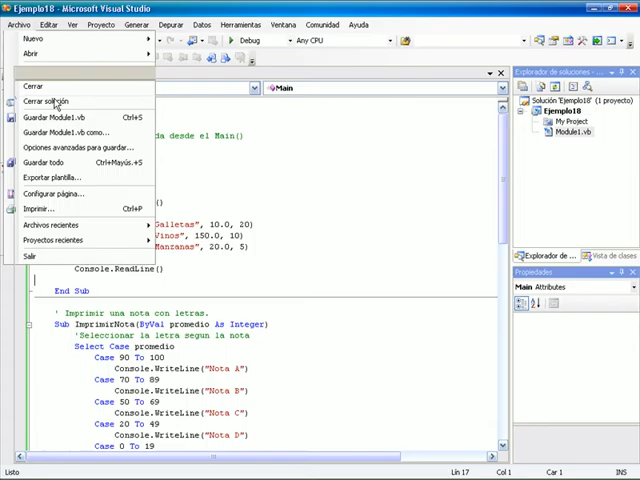 Ejemplo18 - Microsoft Visual Studio
Archivo Editar Ver Proyecto Generar Depurar Datos Herramientas Ventana Comunidad Ayuda
Nuevo
Abrir
Cerrar
Cerrar solución
Guardar Module1.vb Ctrl+S
Guardar Module1.vb como...
Opciones avanzadas para guardar...
Guardar todo Ctrl+Mayús.+S
Exportar plantilla...
Configurar página...
Imprimir... Ctrl+P
Archivos recientes
Proyectos recientes
Salir
Debug Any CPU
Main
da desde el Main()
()
Galletas", 10.0, 20)
Vinos", 150.0, 10)
Manzanas", 20.0, 5)
Console.ReadLine()
End Sub
' Imprimir una nota con letras.
Sub ImprimirNota(ByVal promedio As Integer)
'Seleccionar la letra segun la nota
Select Case promedio
Case 90 To 100
Console.WriteLine("Nota A")
Case 70 To 89
Console.WriteLine("Nota B")
Case 50 To 69
Console.WriteLine("Nota C")
Case 20 To 49
Console.WriteLine("Nota D")
Case 0 To 19
Explorador de soluciones - ...
Solución 'Ejemplo18' (1 proyecto)
Ejemplo18
My Project
Module1.vb
Explorador de ... Vista de clases
Propiedades
Main Attributes
Listo Lín 17 Col 1 Car 1 INS